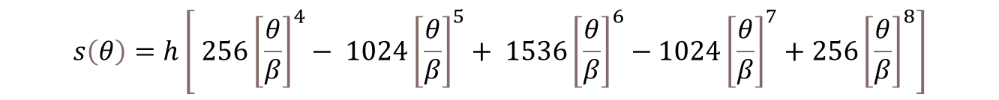 s(θ) = h[ 256 [θ/β]⁴ − 1024 [θ/β]⁵ + 1536 [θ/β]⁶ − 1024 [θ/β]⁷ + 256 [θ/β]⁸ ]